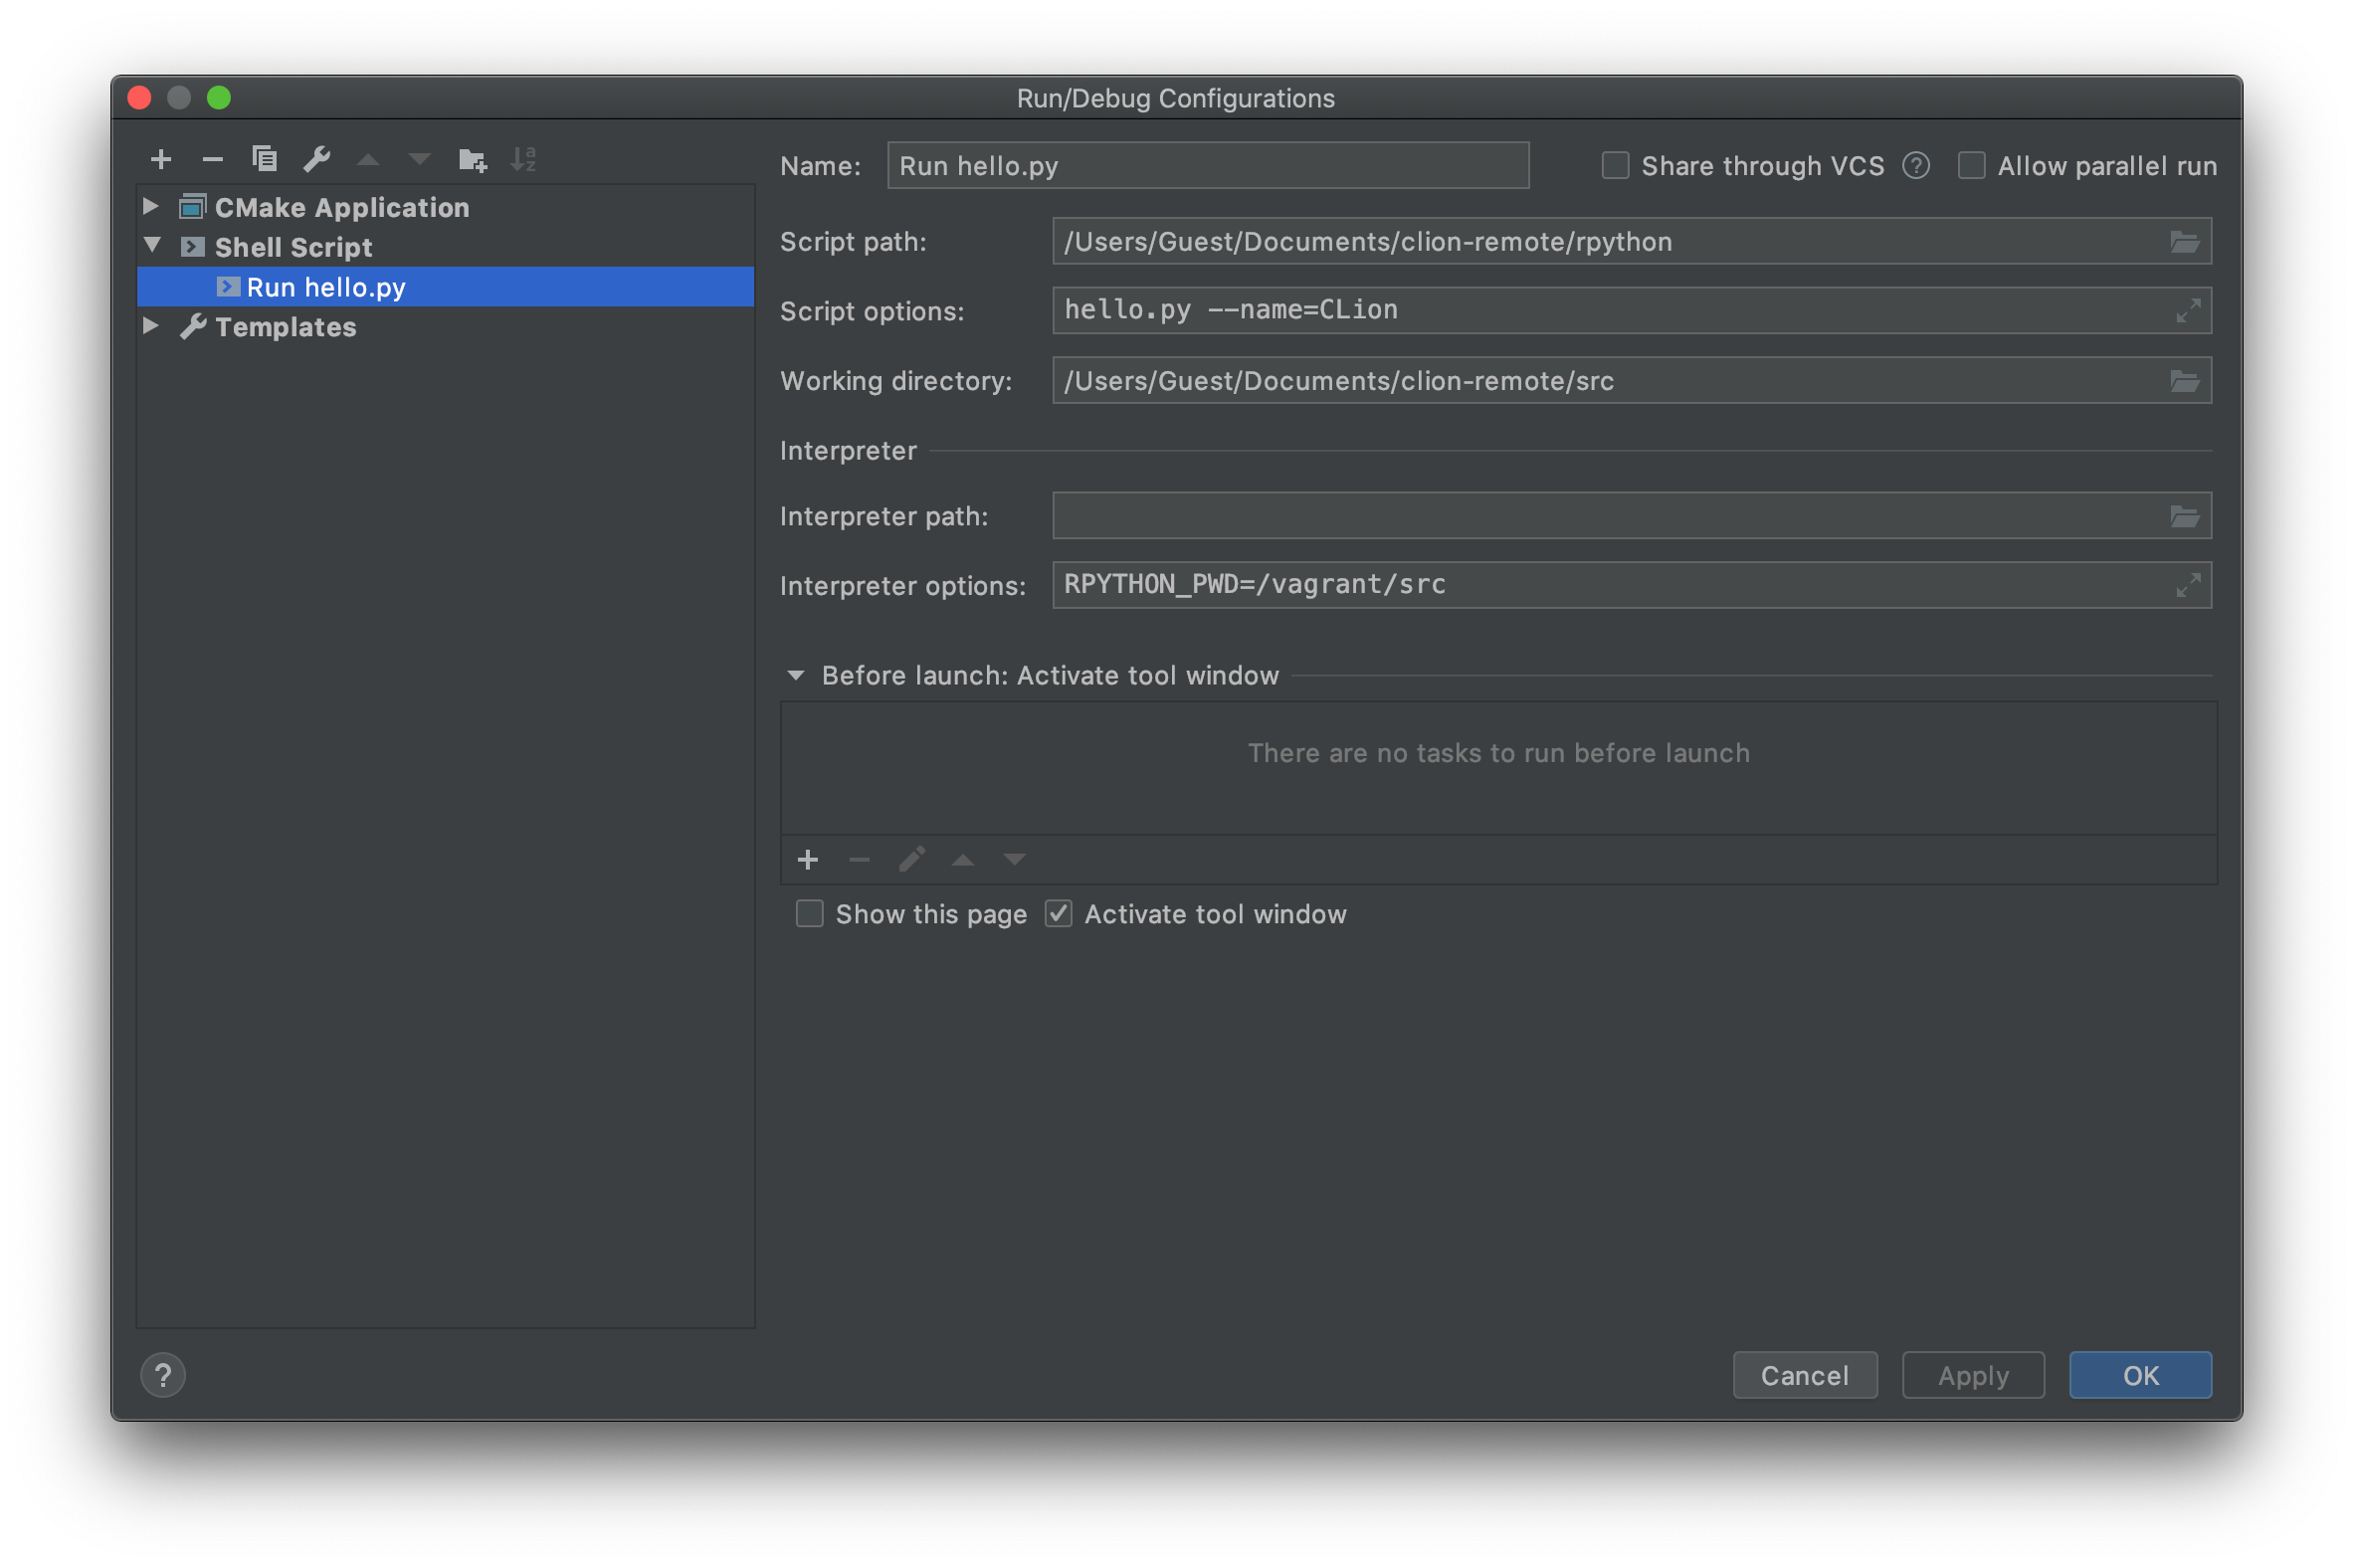 Run/Debug Configurations
CMake Application
Shell Script
Run hello.py
Templates
Name: Run hello.py Share through VCS ? Allow parallel run
Script path: /Users/Guest/Documents/clion-remote/rpython
Script options: hello.py --name=CLion
Working directory: /Users/Guest/Documents/clion-remote/src
Interpreter
Interpreter path:
Interpreter options: RPYTHON_PWD=/vagrant/src
Before launch: Activate tool window
There are no tasks to run before launch
Show this page Activate tool window
? Cancel Apply OK